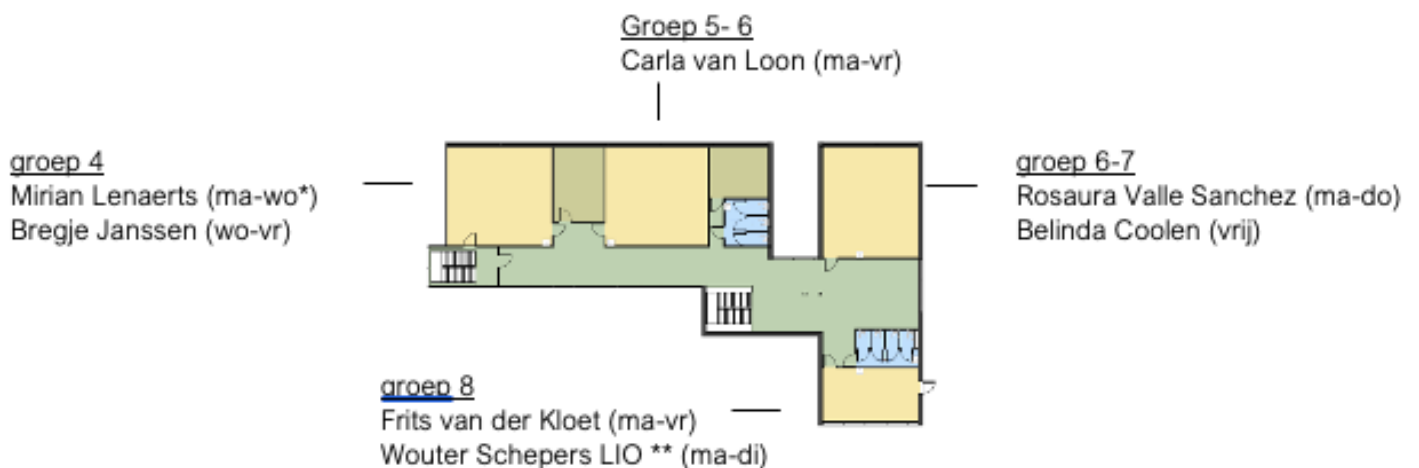 Groep 5- 6
Carla van Loon (ma-vr)
groep 4
Mirian Lenaerts (ma-wo*)
Bregje Janssen (wo-vr)
groep 6-7
Rosaura Valle Sanchez (ma-do)
Belinda Coolen (vrij)
groep 8
Frits van der Kloet (ma-vr)
Wouter Schepers LIO ** (ma-di)